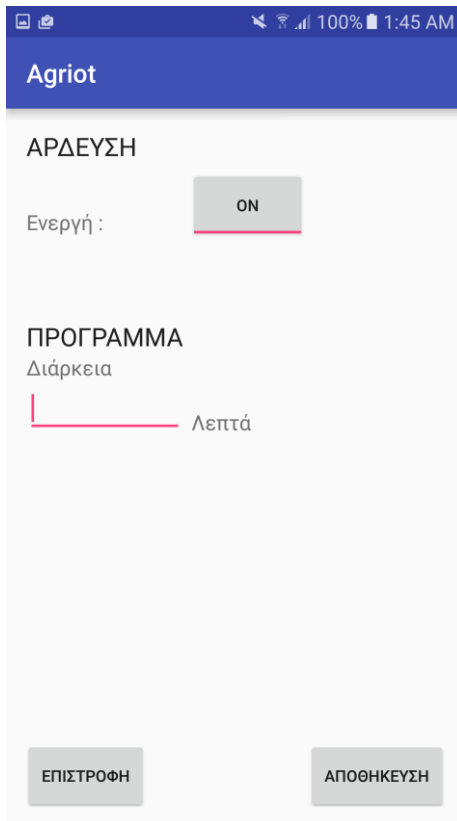 100% 1:45 AM
Agriot
ΑΡΔΕΥΣΗ
Ενεργή : ON
ΠΡΟΓΡΑΜΜΑ
Διάρκεια
Λεπτά
ΕΠΙΣΤΡΟΦΗ ΑΠΟΘΗΚΕΥΣΗ